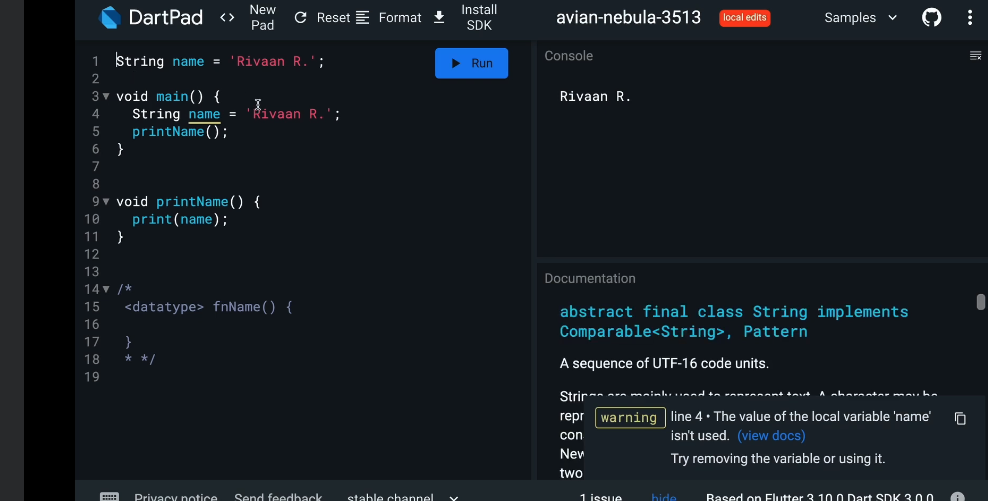 DartPad <> New Pad Reset Format Install SDK avian-nebula-3513 local edits Samples
1 String name = 'Rivaan R.';
2
3 void main() {
4 String name = 'Rivaan R.';
5 printName();
6 }
7
8
9 void printName() {
10 print(name);
11 }
12
13
14 /*
15 <datatype> fnName() {
16
17 }
18 * */
19
Run
Console
Rivaan R.
Documentation
abstract final class String implements
Comparable<String>, Pattern
A sequence of UTF-16 code units.
Strings are mainly used to represent text. A character may be
repr
con
New
two
warning line 4 • The value of the local variable 'name'
isn't used. (view docs)
Try removing the variable or using it.
Privacy notice Send feedback stable channel 1 issue hide Based on Flutter 3.10.0 Dart SDK 3.0.0